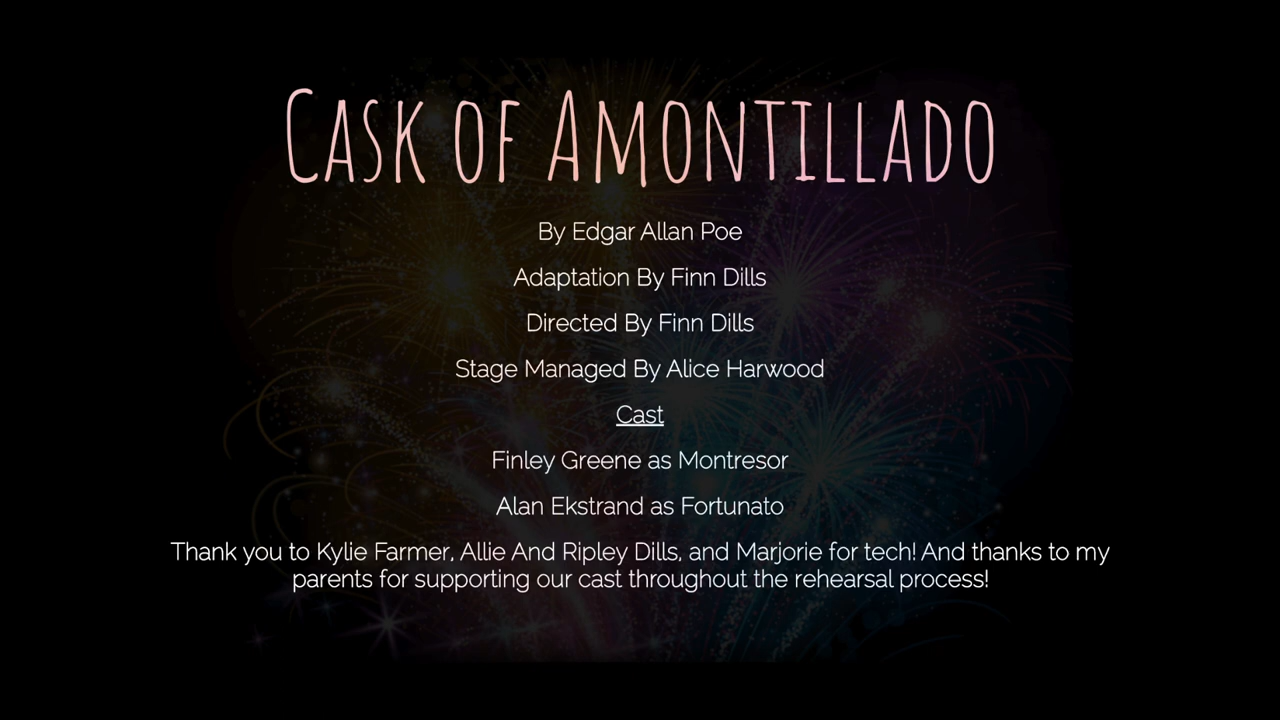 Cask of Amontillado
By Edgar Allan Poe
Adaptation By Finn Dills
Directed By Finn Dills
Stage Managed By Alice Harwood
Cast
Finley Greene as Montresor
Alan Ekstrand as Fortunato
Thank you to Kylie Farmer, Allie And Ripley Dills, and Marjorie for tech! And thanks to my
parents for supporting our cast throughout the rehearsal process!